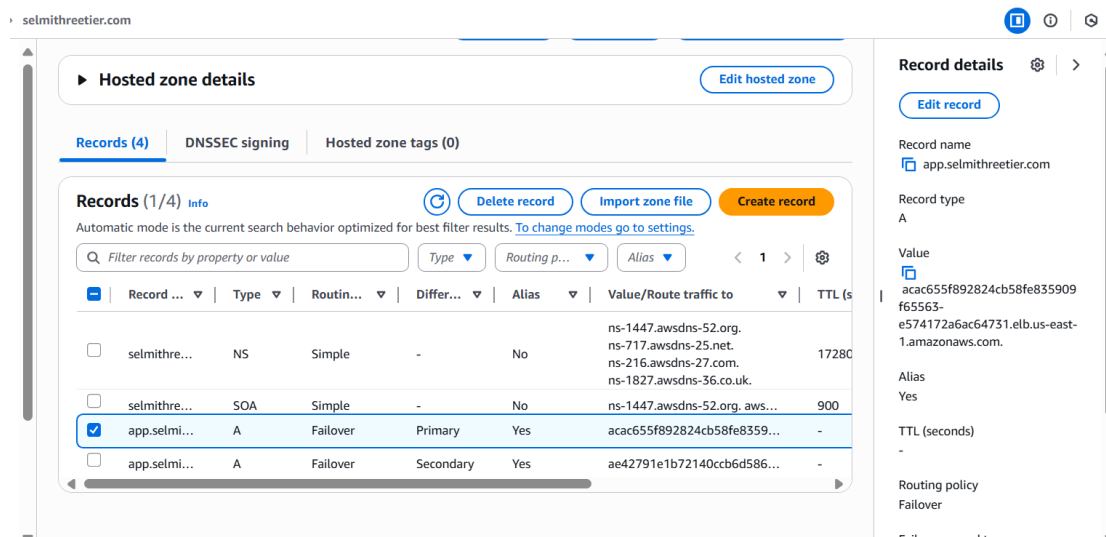 selmithreetier.com
Hosted zone details
Edit hosted zone
Records (4)
DNSSEC signing
Hosted zone tags (0)
Records (1/4) Info
Delete record
Import zone file
Create record
Automatic mode is the current search behavior optimized for best filter results. To change modes go to settings.
Filter records by property or value
Type
Routing p...
Alias
1
Record ... Type Routin... Differ... Alias Value/Route traffic to TTL (s
ns-1447.awsdns-52.org.
ns-717.awsdns-25.net.
selmithre... NS Simple - No 17280
ns-216.awsdns-27.com.
ns-1827.awsdns-36.co.uk.
selmithre... SOA Simple - No ns-1447.awsdns-52.org. aws... 900
app.selmi... A Failover Primary Yes acac655f892824cb58fe8359... -
app.selmi... A Failover Secondary Yes ae42791e1b72140ccb6d586... -
Record details
Edit record
Record name
app.selmithreetier.com
Record type
A
Value
acac655f892824cb58fe835909
f65563-
e574172a6ac64731.elb.us-east-
1.amazonaws.com.
Alias
Yes
TTL (seconds)
-
Routing policy
Failover